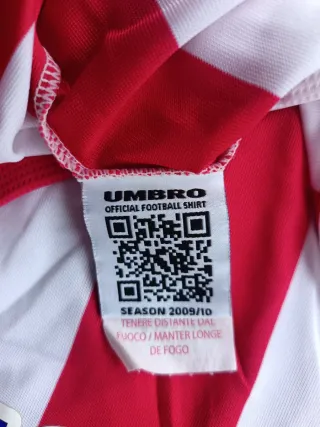 UMBRO
OFFICIAL FOOTBALL SHIRT
SEASON 2009/10
TENERE DISTANTE DAL
FUOCO / MANTER LONGE
DE FOGO